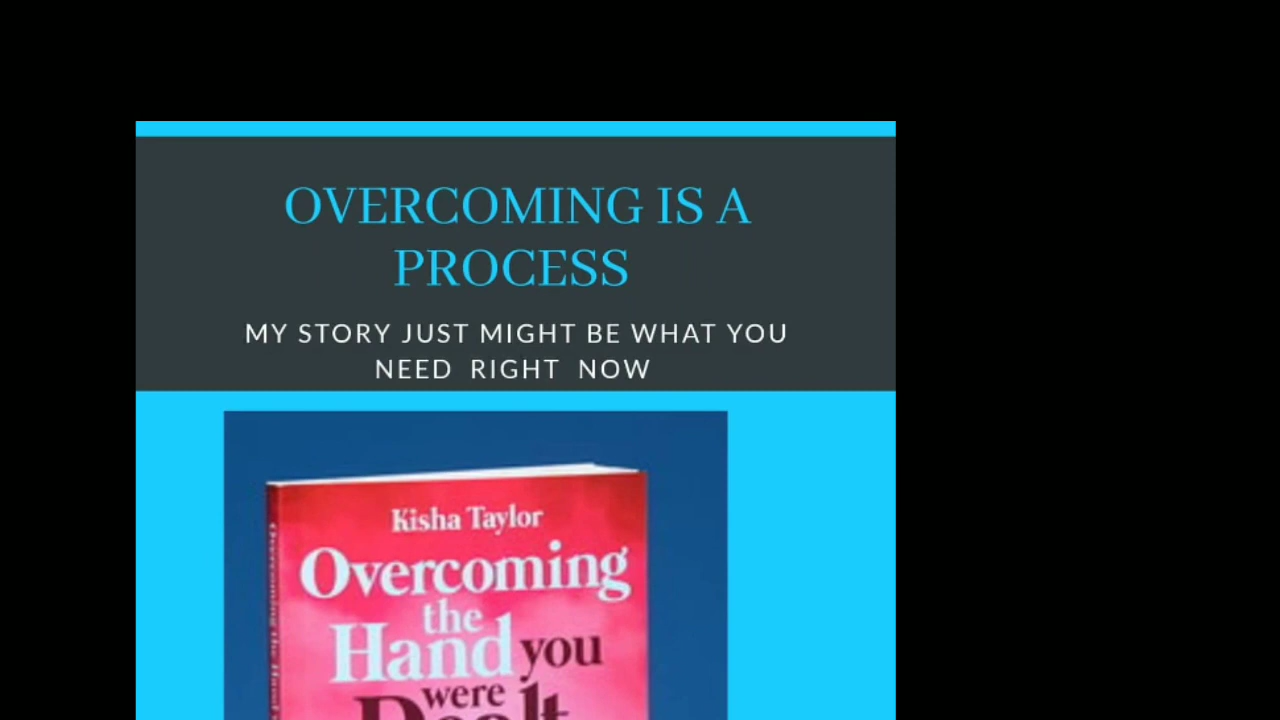 OVERCOMING IS A
PROCESS
MY STORY JUST MIGHT BE WHAT YOU
NEED RIGHT NOW
Kisha Taylor
Overcoming
the
Hand you
were
Dealt